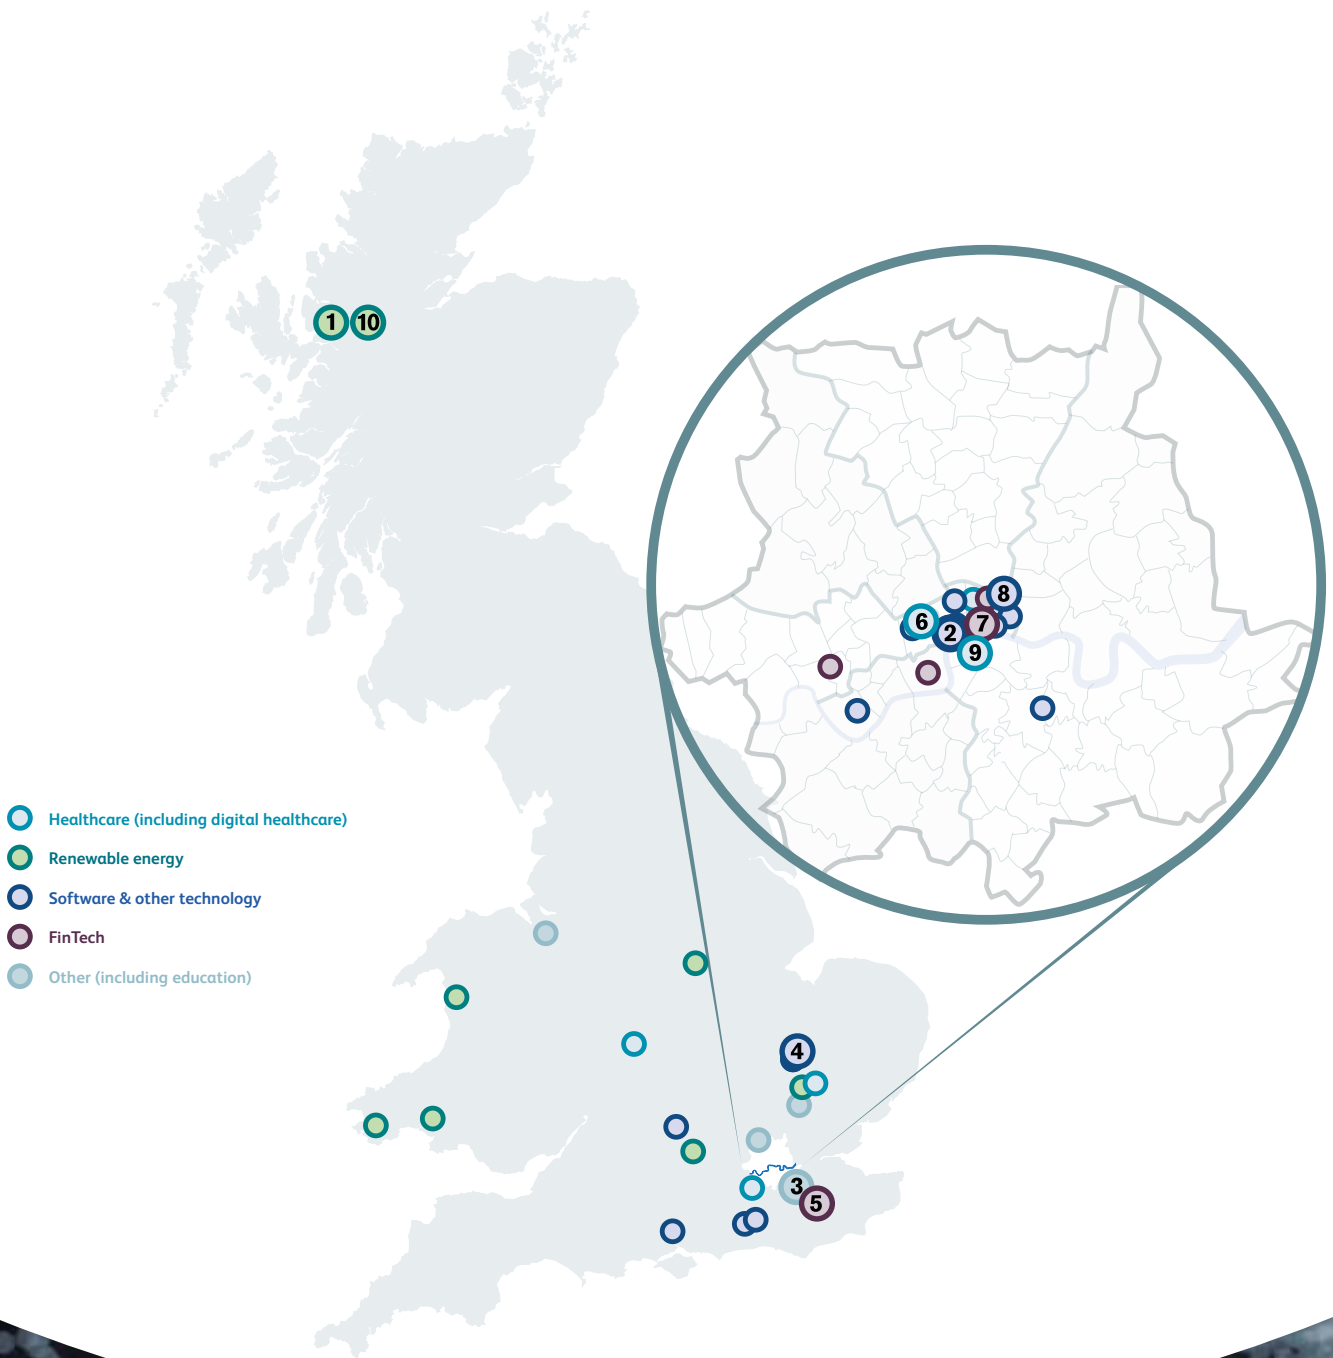 1
10
8
6
7
2
9
Healthcare (including digital healthcare)
Renewable energy
Software & other technology
FinTech
Other (including education)
4
3
5